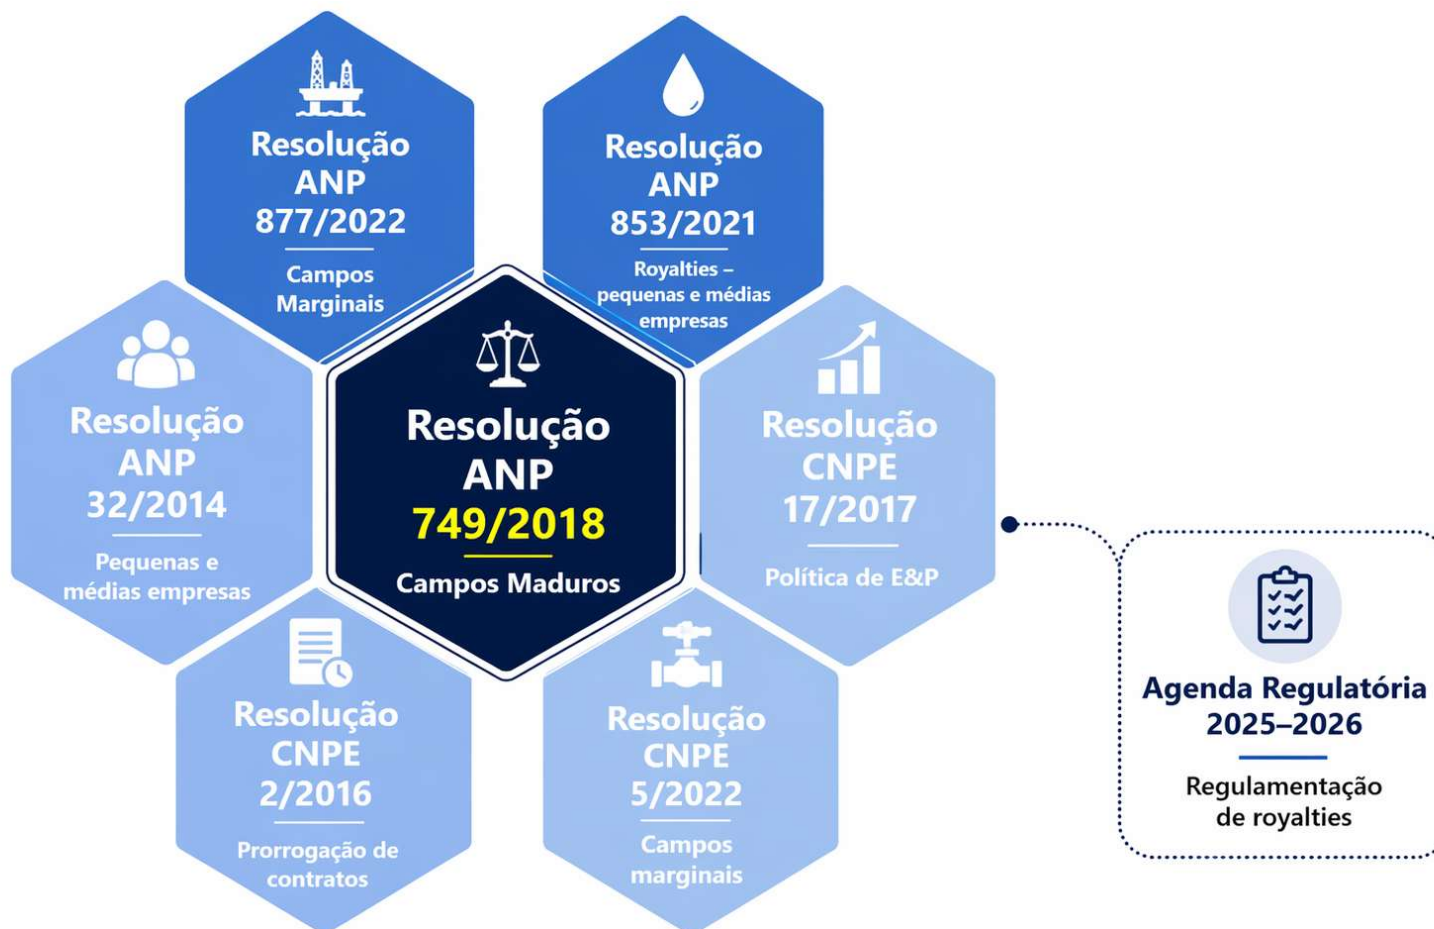 Resolução
ANP
877/2022
Campos
Marginais
Resolução
ANP
853/2021
Royalties –
pequenas e médias
empresas
Resolução
ANP
32/2014
Pequenas e
médias empresas
Resolução
ANP
749/2018
Campos Maduros
Resolução
CNPE
17/2017
Política de E&P
Resolução
CNPE
2/2016
Prorrogação de
contratos
Resolução
CNPE
5/2022
Campos
marginais
Agenda Regulatória
2025–2026
Regulamentação
de royalties